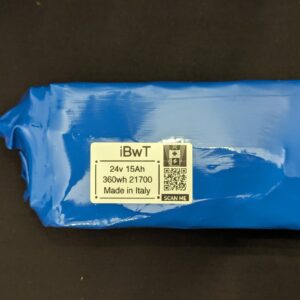 iBwT
24v 15Ah
360wh 21700
Made in Italy
SCAN ME